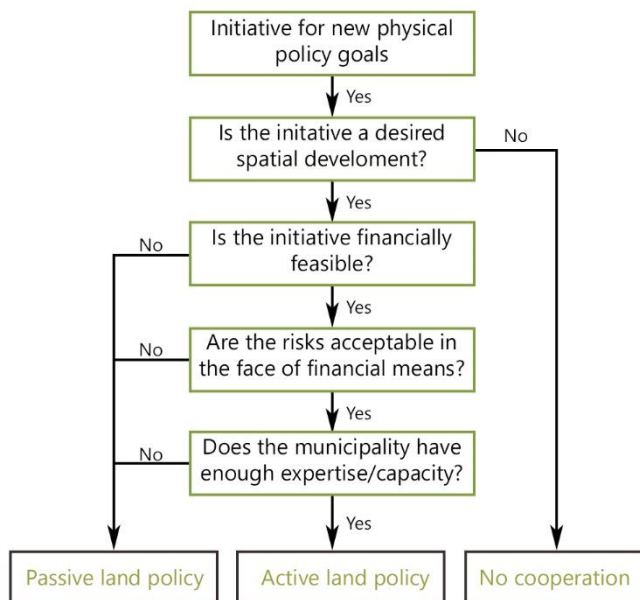 Initiative for new physical
policy goals
Yes
Is the initative a desired
spatial develoment?
No
Yes
Is the initiative financially
feasible?
No
Yes
Are the risks acceptable in
the face of financial means?
No
Yes
Does the municipality have
enough expertise/capacity?
No
Yes
Passive land policy
Active land policy
No cooperation